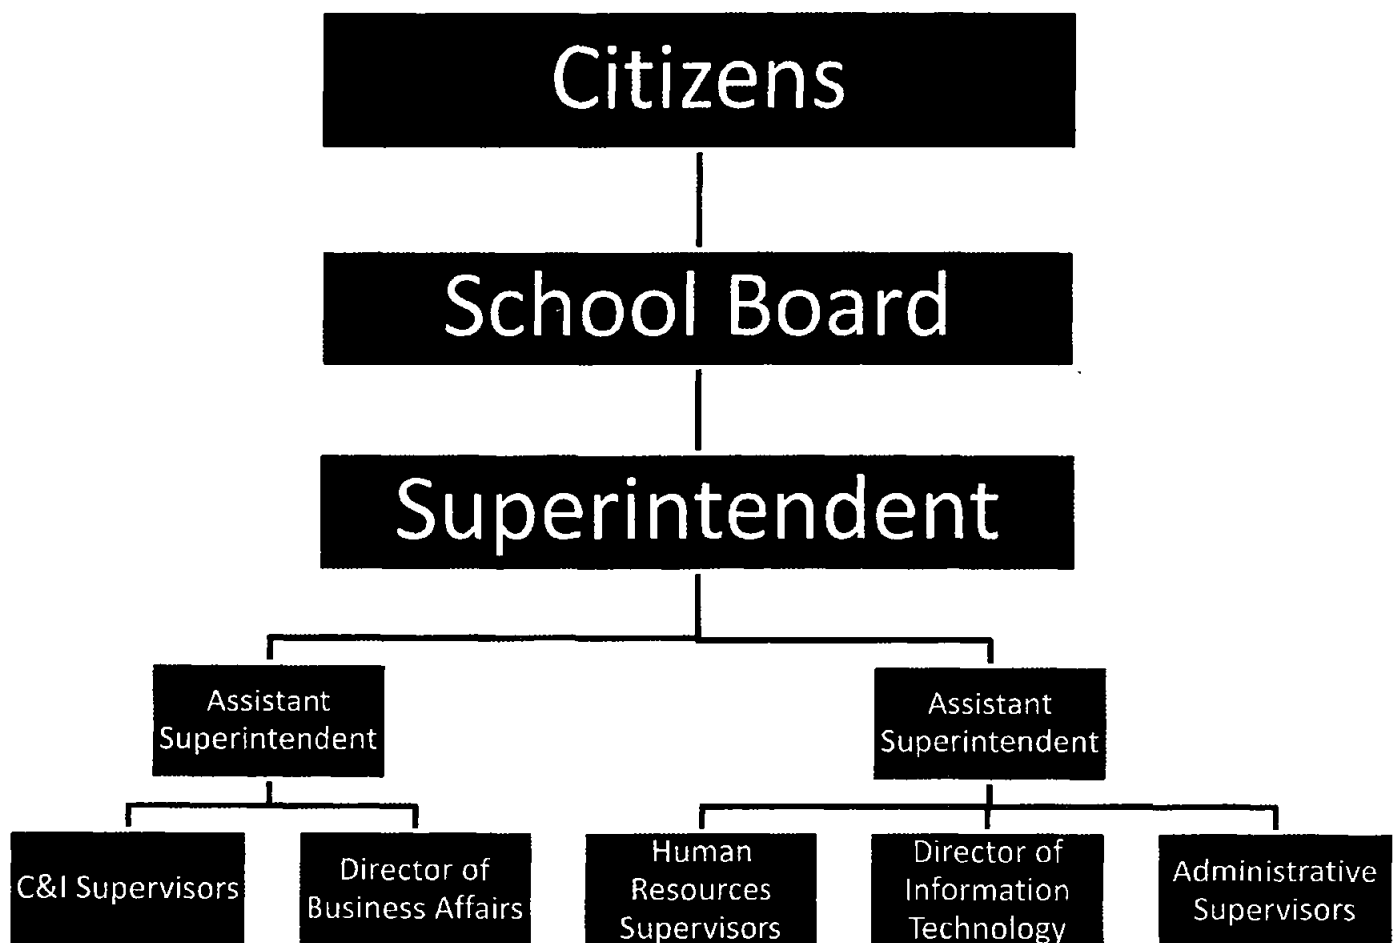 Citizens
School Board
Superintendent
Assistant
Superintendent
Assistant
Superintendent
C&I Supervisors
Director of
Business Affairs
Human
Resources
Supervisors
Director of
Information
Technology
Administrative
Supervisors